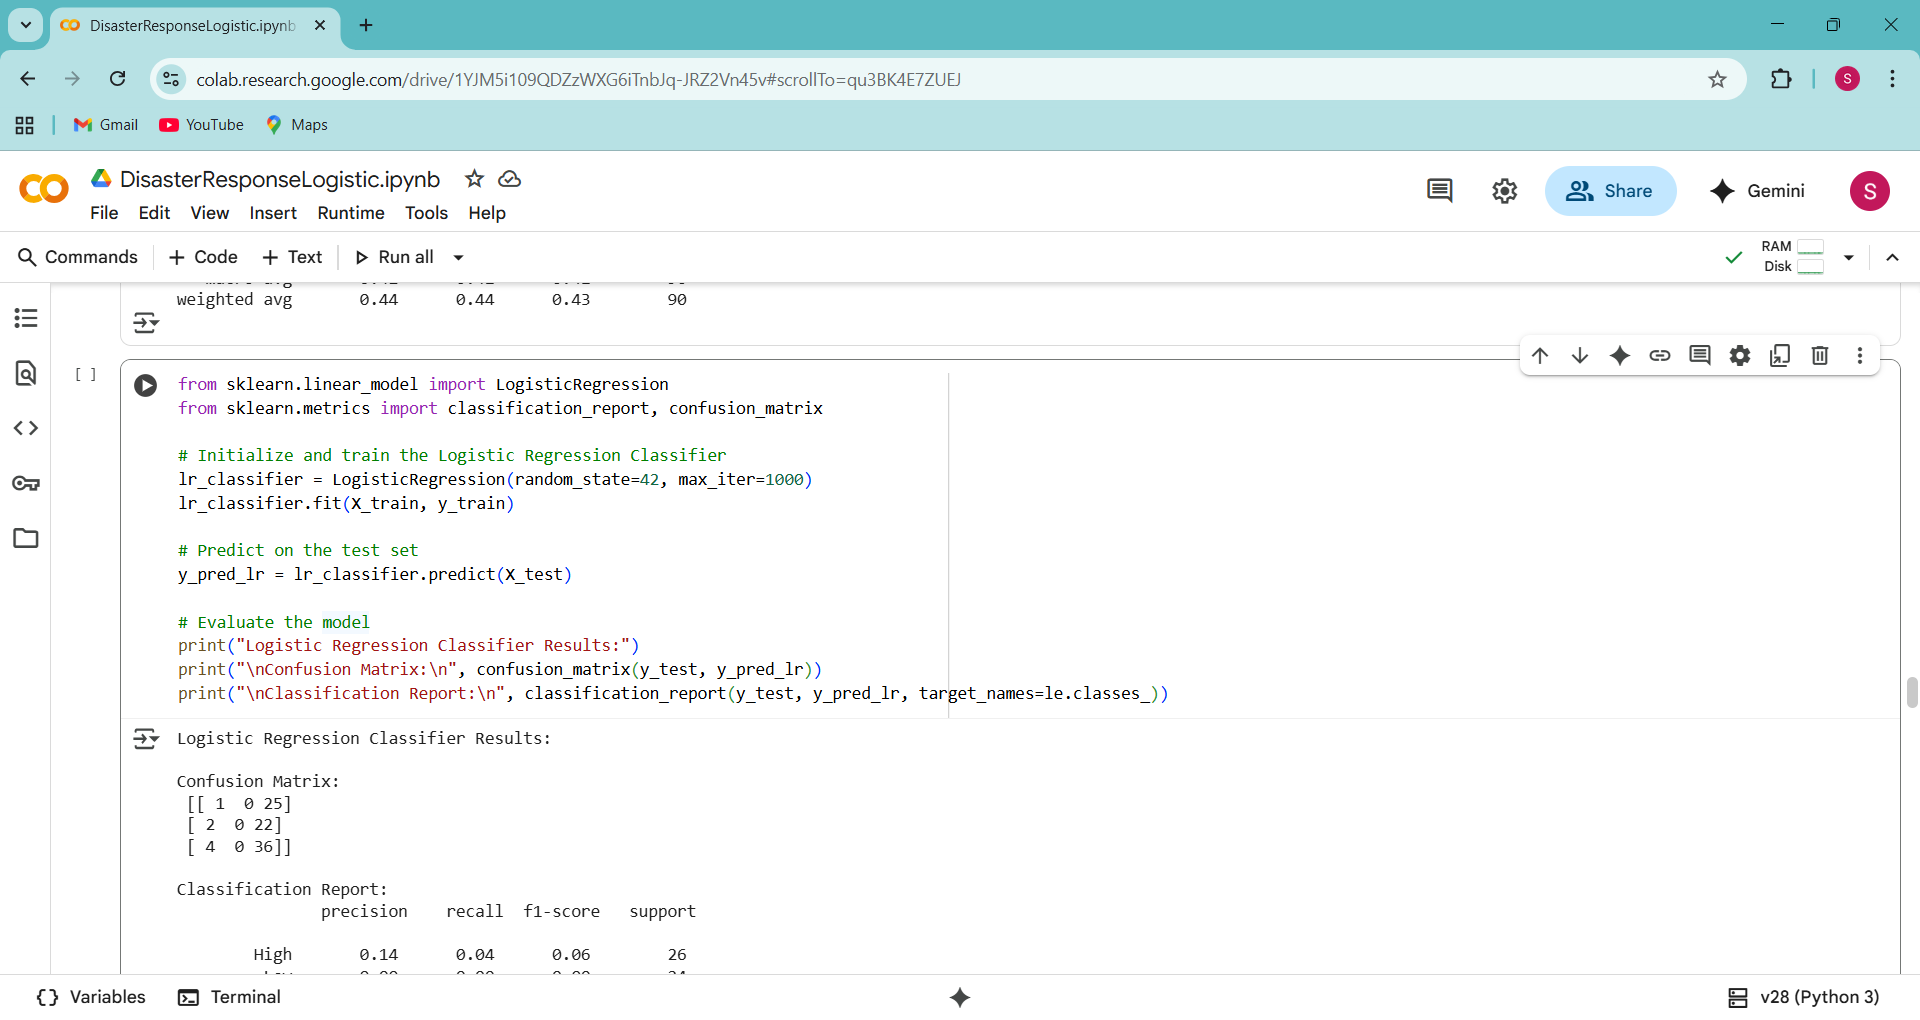 DisasterResponseLogistic.ipynb
colab.research.google.com/drive/1YJM5i109QDZzWXG6iTnbJq-JRZ2Vn45v#scrollTo=qu3BK4E7ZUEJ
S
Gmail
YouTube
Maps
DisasterResponseLogistic.ipynb
File Edit View Insert Runtime Tools Help
Share
Gemini
S
Commands
+ Code
+ Text
Run all
RAM
Disk
weighted avg 0.44 0.44 0.43 90
[ ]
from sklearn.linear_model import LogisticRegression
from sklearn.metrics import classification_report, confusion_matrix
# Initialize and train the Logistic Regression Classifier
lr_classifier = LogisticRegression(random_state=42, max_iter=1000)
lr_classifier.fit(X_train, y_train)
# Predict on the test set
y_pred_lr = lr_classifier.predict(X_test)
# Evaluate the model
print("Logistic Regression Classifier Results:")
print("\nConfusion Matrix:\n", confusion_matrix(y_test, y_pred_lr))
print("\nClassification Report:\n", classification_report(y_test, y_pred_lr, target_names=le.classes_))
Logistic Regression Classifier Results:
Confusion Matrix:
[[ 1 0 25]
[ 2 0 22]
[ 4 0 36]]
Classification Report:
precision recall f1-score support
High 0.14 0.04 0.06 26
Variables
Terminal
v28 (Python 3)